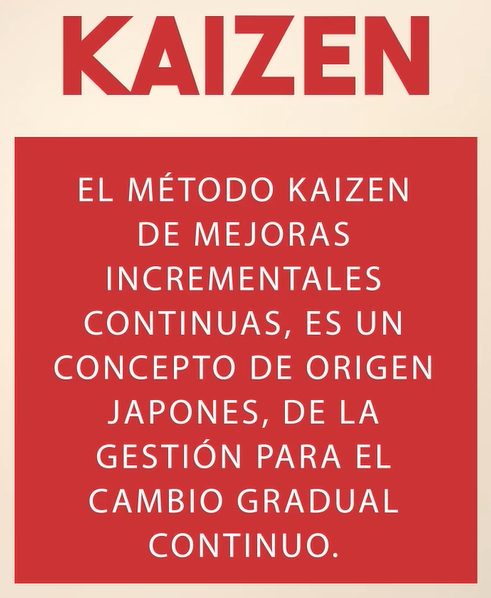 KAIZEN
EL MÉTODO KAIZEN
DE MEJORAS
INCREMENTALES
CONTINUAS, ES UN
CONCEPTO DE ORIGEN
JAPONES, DE LA
GESTIÓN PARA EL
CAMBIO GRADUAL
CONTINUO.